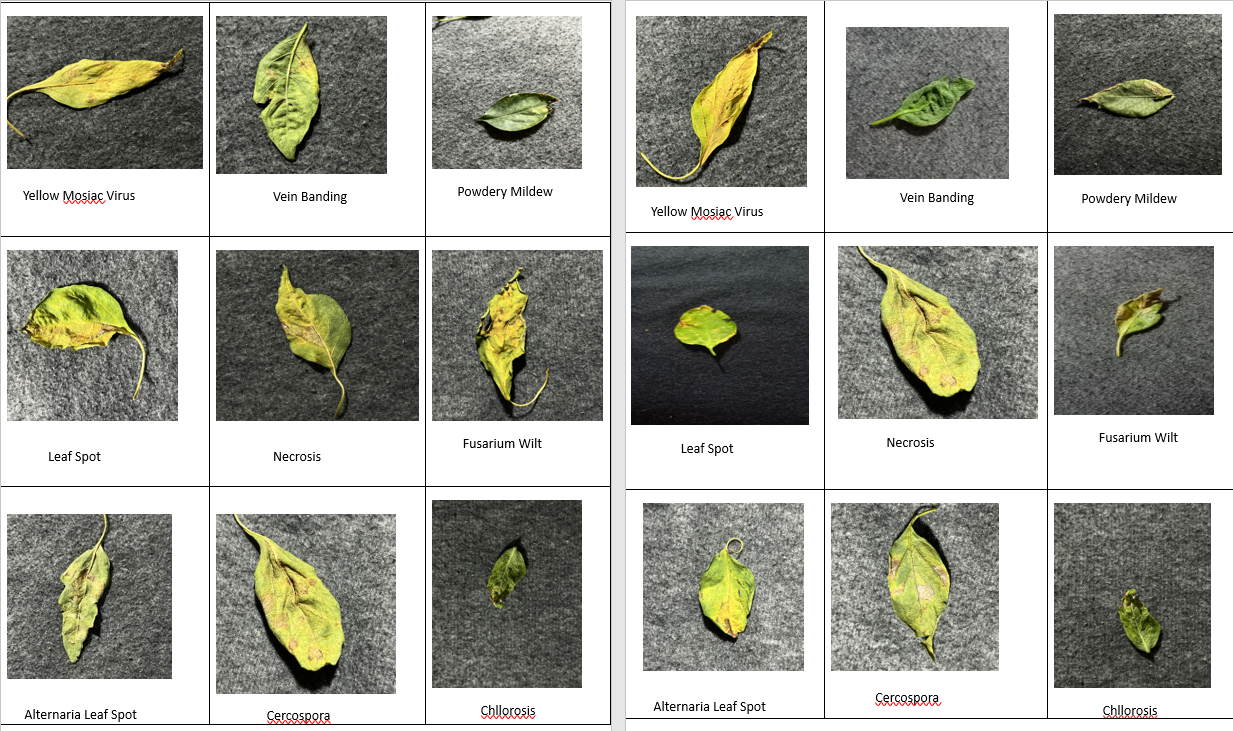 Yellow Mosiac Virus
Vein Banding
Powdery Mildew
Leaf Spot
Necrosis
Fusarium Wilt
Alternaria Leaf Spot
Cercospora
Chllorosis
Yellow Mosiac Virus
Vein Banding
Powdery Mildew
Leaf Spot
Necrosis
Fusarium Wilt
Alternaria Leaf Spot
Cercospora
Chllorosis